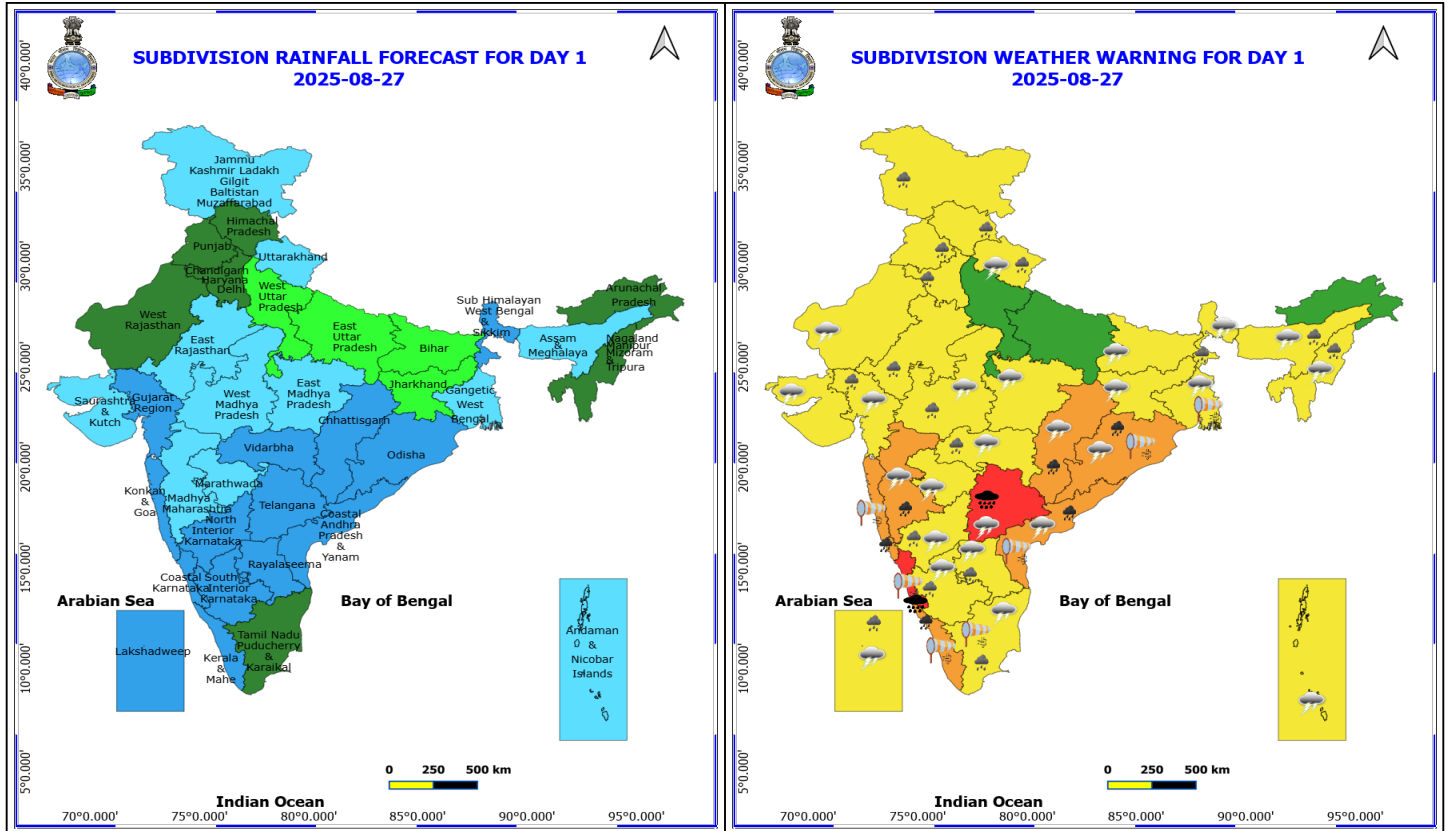 SUBDIVISION RAINFALL FORECAST FOR DAY 1
2025-08-27
40°0.000'
35°0.000'
30°0.000'
25°0.000'
20°0.000'
15°0.000'
10°0.000'
5°0.000'
Jammu
Kashmir Ladakh
Gilgit
Baltistan
Muzaffarabad
Himachal
Pradesh
Punjab
Uttarakhand
Chandigarh
Haryana
Delhi
West
Uttar
Pradesh
West
Rajasthan
East
Rajasthan
East
Uttar
Pradesh
Bihar
Sub Himalayan
West Bengal
&
Sikkim
Arunachal
Pradesh
Assam
&
Meghalaya
Nagaland
Manipur
Mizoram
&
Tripura
Jharkhand
Gangetic
West
Bengal
Saurashtra
&
Kutch
Gujarat
Region
West
Madhya
Pradesh
East
Madhya
Pradesh
Chhattisgarh
Vidarbha
Odisha
Konkan
&
Goa
Madhya
Maharashtra
Marathwada
Telangana
North
Interior
Karnataka
Coastal
Andhra
Pradesh
&
Yanam
Rayalaseema
Coastal
Karnataka
South
Interior
Karnataka
Arabian Sea
Bay of Bengal
Lakshadweep
Kerala
&
Mahe
Tamil Nadu
Puducherry
&
Karaikal
Andaman
&
Nicobar
Islands
0 250 500 km
Indian Ocean
70°0.000' 75°0.000' 80°0.000' 85°0.000' 90°0.000' 95°0.000'
SUBDIVISION WEATHER WARNING FOR DAY 1
2025-08-27
40°0.000'
35°0.000'
30°0.000'
25°0.000'
20°0.000'
15°0.000'
10°0.000'
5°0.000'
Arabian Sea
Bay of Bengal
0 250 500 km
Indian Ocean
70°0.000' 75°0.000' 80°0.000' 85°0.000' 90°0.000' 95°0.000'